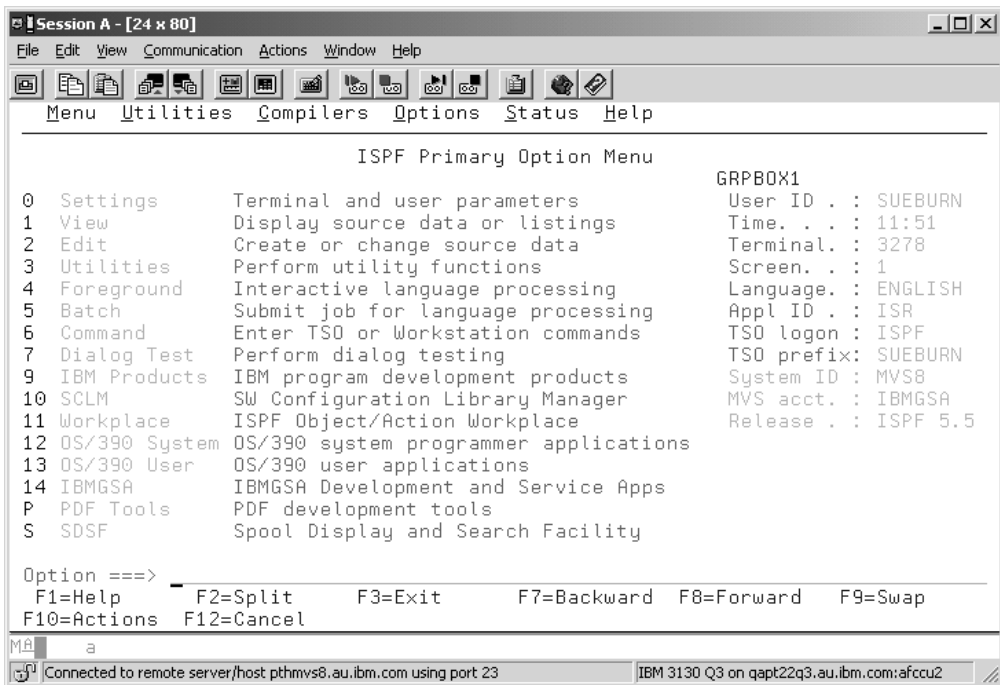 Session A - [24 x 80]
File Edit View Communication Actions Window Help
Menu Utilities Compilers Options Status Help
ISPF Primary Option Menu
GRPBOX1
0 Settings Terminal and user parameters User ID . : SUEBURN
1 View Display source data or listings Time. . . : 11:51
2 Edit Create or change source data Terminal. : 3278
3 Utilities Perform utility functions Screen. . : 1
4 Foreground Interactive language processing Language. : ENGLISH
5 Batch Submit job for language processing Appl ID . : ISR
6 Command Enter TSO or Workstation commands TSO logon : ISPF
7 Dialog Test Perform dialog testing TSO prefix: SUEBURN
9 IBM Products IBM program development products System ID : MVS8
10 SCLM SW Configuration Library Manager MVS acct. : IBMGSA
11 Workplace ISPF Object/Action Workplace Release . : ISPF 5.5
12 OS/390 System OS/390 system programmer applications
13 OS/390 User OS/390 user applications
14 IBMGSA IBMGSA Development and Service Apps
P PDF Tools PDF development tools
S SDSF Spool Display and Search Facility
Option ===> _
F1=Help F2=Split F3=Exit F7=Backward F8=Forward F9=Swap
F10=Actions F12=Cancel
MA a
Connected to remote server/host pthmvs8.au.ibm.com using port 23 IBM 3130 Q3 on qapt22q3.au.ibm.com:afccu2